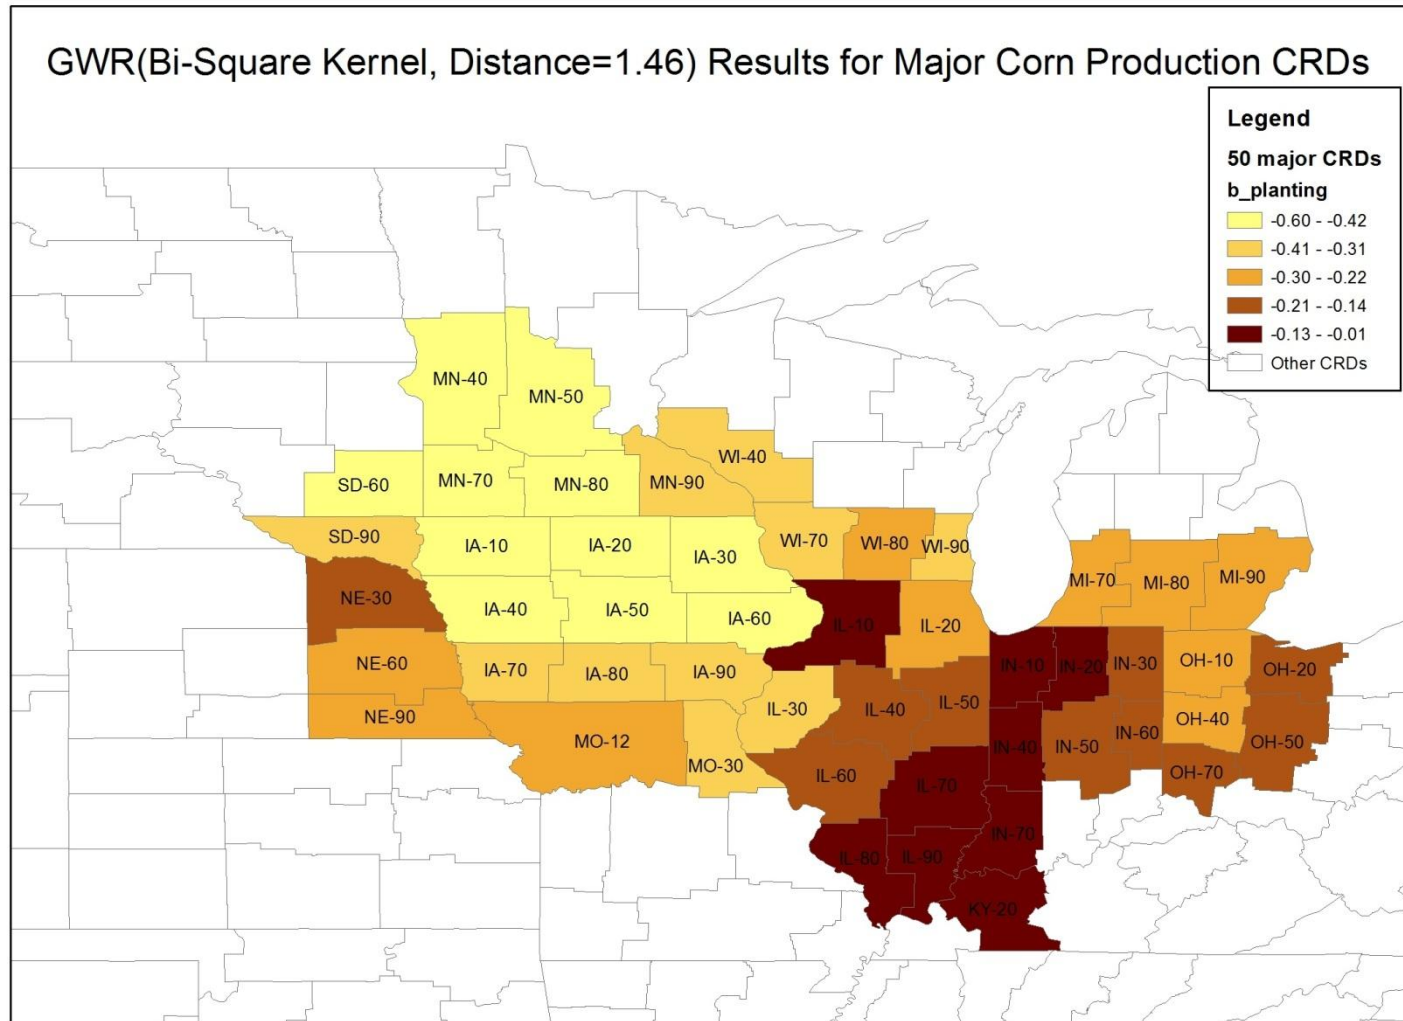 GWR(Bi-Square Kernel, Distance=1.46) Results for Major Corn Production CRDs
Legend
50 major CRDs
b_planting
-0.60 - -0.42
-0.41 - -0.31
-0.30 - -0.22
-0.21 - -0.14
-0.13 - -0.01
Other CRDs
MN-40
MN-50
WI-40
SD-60
MN-70
MN-80
MN-90
SD-90
IA-10
IA-20
IA-30
WI-70
WI-80
WI-90
MI-70
MI-80
MI-90
NE-30
IA-40
IA-50
IA-60
IL-10
IL-20
NE-60
IA-70
IA-80
IA-90
IN-10
IN-20
IN-30
OH-10
OH-20
NE-90
MO-12
MO-30
IL-30
IL-40
IL-50
IN-40
IN-50
IN-60
OH-40
OH-50
IL-60
IL-70
OH-70
IN-70
IL-80
IL-90
KY-20